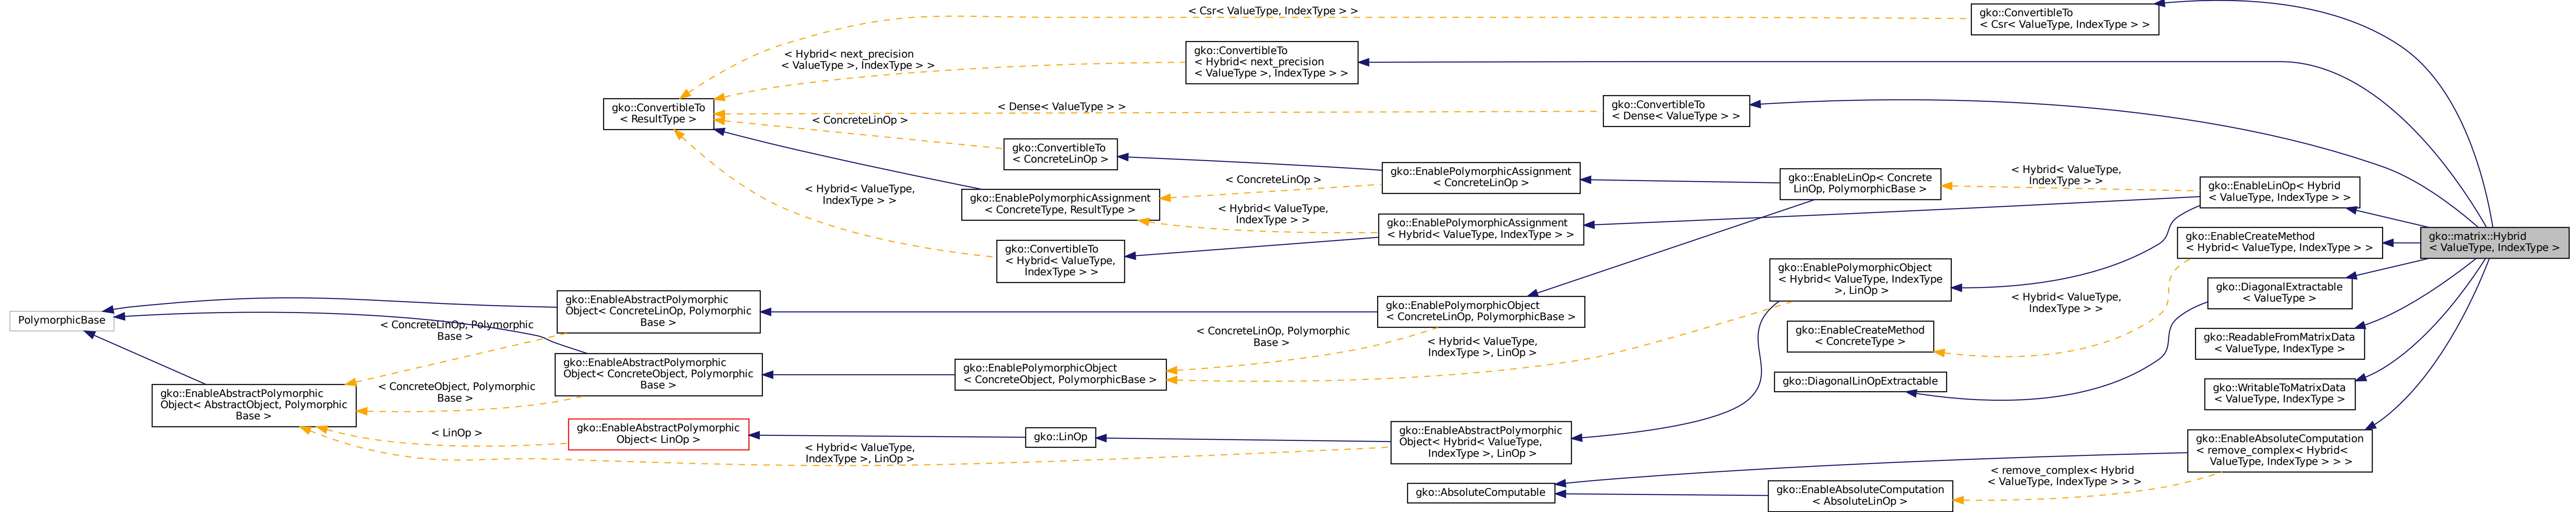 < Csr< ValueType, IndexType > >
gko::ConvertibleTo
< Csr< ValueType, IndexType > >
< Hybrid< next_precision
< ValueType >, IndexType > >
gko::ConvertibleTo
< Hybrid< next_precision
< ValueType >, IndexType > >
gko::ConvertibleTo
< ResultType >
< Dense< ValueType > >
gko::ConvertibleTo
< Dense< ValueType > >
< ConcreteLinOp >
gko::ConvertibleTo
< ConcreteLinOp >
gko::EnablePolymorphicAssignment
< ConcreteLinOp >
gko::EnableLinOp< Concrete
LinOp, PolymorphicBase >
< Hybrid< ValueType,
IndexType > >
gko::EnableLinOp< Hybrid
< ValueType, IndexType > >
< Hybrid< ValueType,
IndexType > >
gko::EnablePolymorphicAssignment
< ConcreteType, ResultType >
< ConcreteLinOp >
< Hybrid< ValueType,
IndexType > >
gko::EnablePolymorphicAssignment
< Hybrid< ValueType, IndexType > >
gko::EnableCreateMethod
< Hybrid< ValueType, IndexType > >
gko::matrix::Hybrid
< ValueType, IndexType >
gko::ConvertibleTo
< Hybrid< ValueType,
IndexType > >
gko::EnablePolymorphicObject
< Hybrid< ValueType, IndexType
>, LinOp >
< Hybrid< ValueType,
IndexType > >
gko::DiagonalExtractable
< ValueType >
PolymorphicBase
gko::EnableAbstractPolymorphic
Object< ConcreteLinOp, Polymorphic
Base >
gko::EnablePolymorphicObject
< ConcreteLinOp, PolymorphicBase >
gko::EnableCreateMethod
< ConcreteType >
gko::ReadableFromMatrixData
< ValueType, IndexType >
< ConcreteLinOp, Polymorphic
Base >
< ConcreteLinOp, Polymorphic
Base >
< Hybrid< ValueType,
IndexType >, LinOp >
gko::EnableAbstractPolymorphic
Object< ConcreteObject, Polymorphic
Base >
gko::EnablePolymorphicObject
< ConcreteObject, PolymorphicBase >
gko::DiagonalLinOpExtractable
gko::WritableToMatrixData
< ValueType, IndexType >
gko::EnableAbstractPolymorphic
Object< AbstractObject, Polymorphic
Base >
< ConcreteObject, Polymorphic
Base >
< LinOp >
gko::EnableAbstractPolymorphic
Object< LinOp >
gko::LinOp
gko::EnableAbstractPolymorphic
Object< Hybrid< ValueType,
IndexType >, LinOp >
gko::EnableAbsoluteComputation
< remove_complex< Hybrid<
ValueType, IndexType > > >
< Hybrid< ValueType,
IndexType >, LinOp >
gko::AbsoluteComputable
gko::EnableAbsoluteComputation
< AbsoluteLinOp >
< remove_complex< Hybrid
< ValueType, IndexType > > >